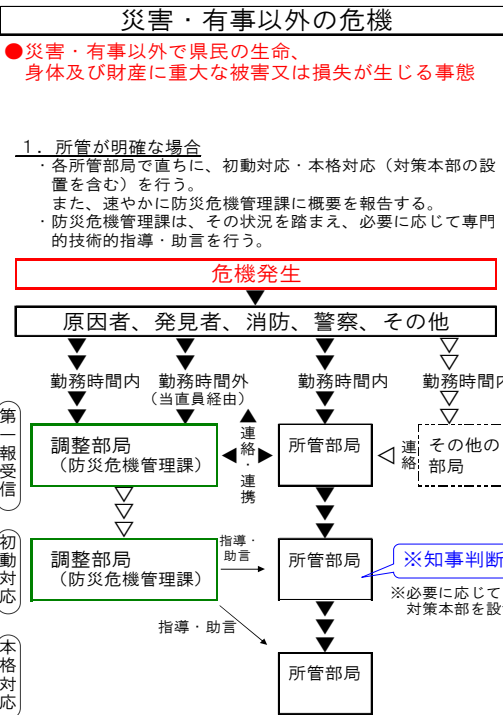 災害・有事以外の危機
●災害・有事以外で県民の生命、
身体及び財産に重大な被害又は損失が生じる事態
1．所管が明確な場合
・各所管部局で直ちに、初動対応・本格対応（対策本部の設
置を含む）を行う。
また、速やかに防災危機管理課に概要を報告する。
・防災危機管理課は、その状況を踏まえ、必要に応じて専門
的技術的指導・助言を行う。
危機発生
原因者、発見者、消防、警察、その他
勤務時間内
勤務時間外
（当直員経由）
勤務時間内
勤務時間内
第一報受信
調整部局
（防災危機管理課）
連絡・連携
所管部局
連絡
その他の
部局
初動対応
調整部局
（防災危機管理課）
指導・
助言
所管部局
※知事判断
※必要に応じて
対策本部を設
指導・助言
本格対応
所管部局